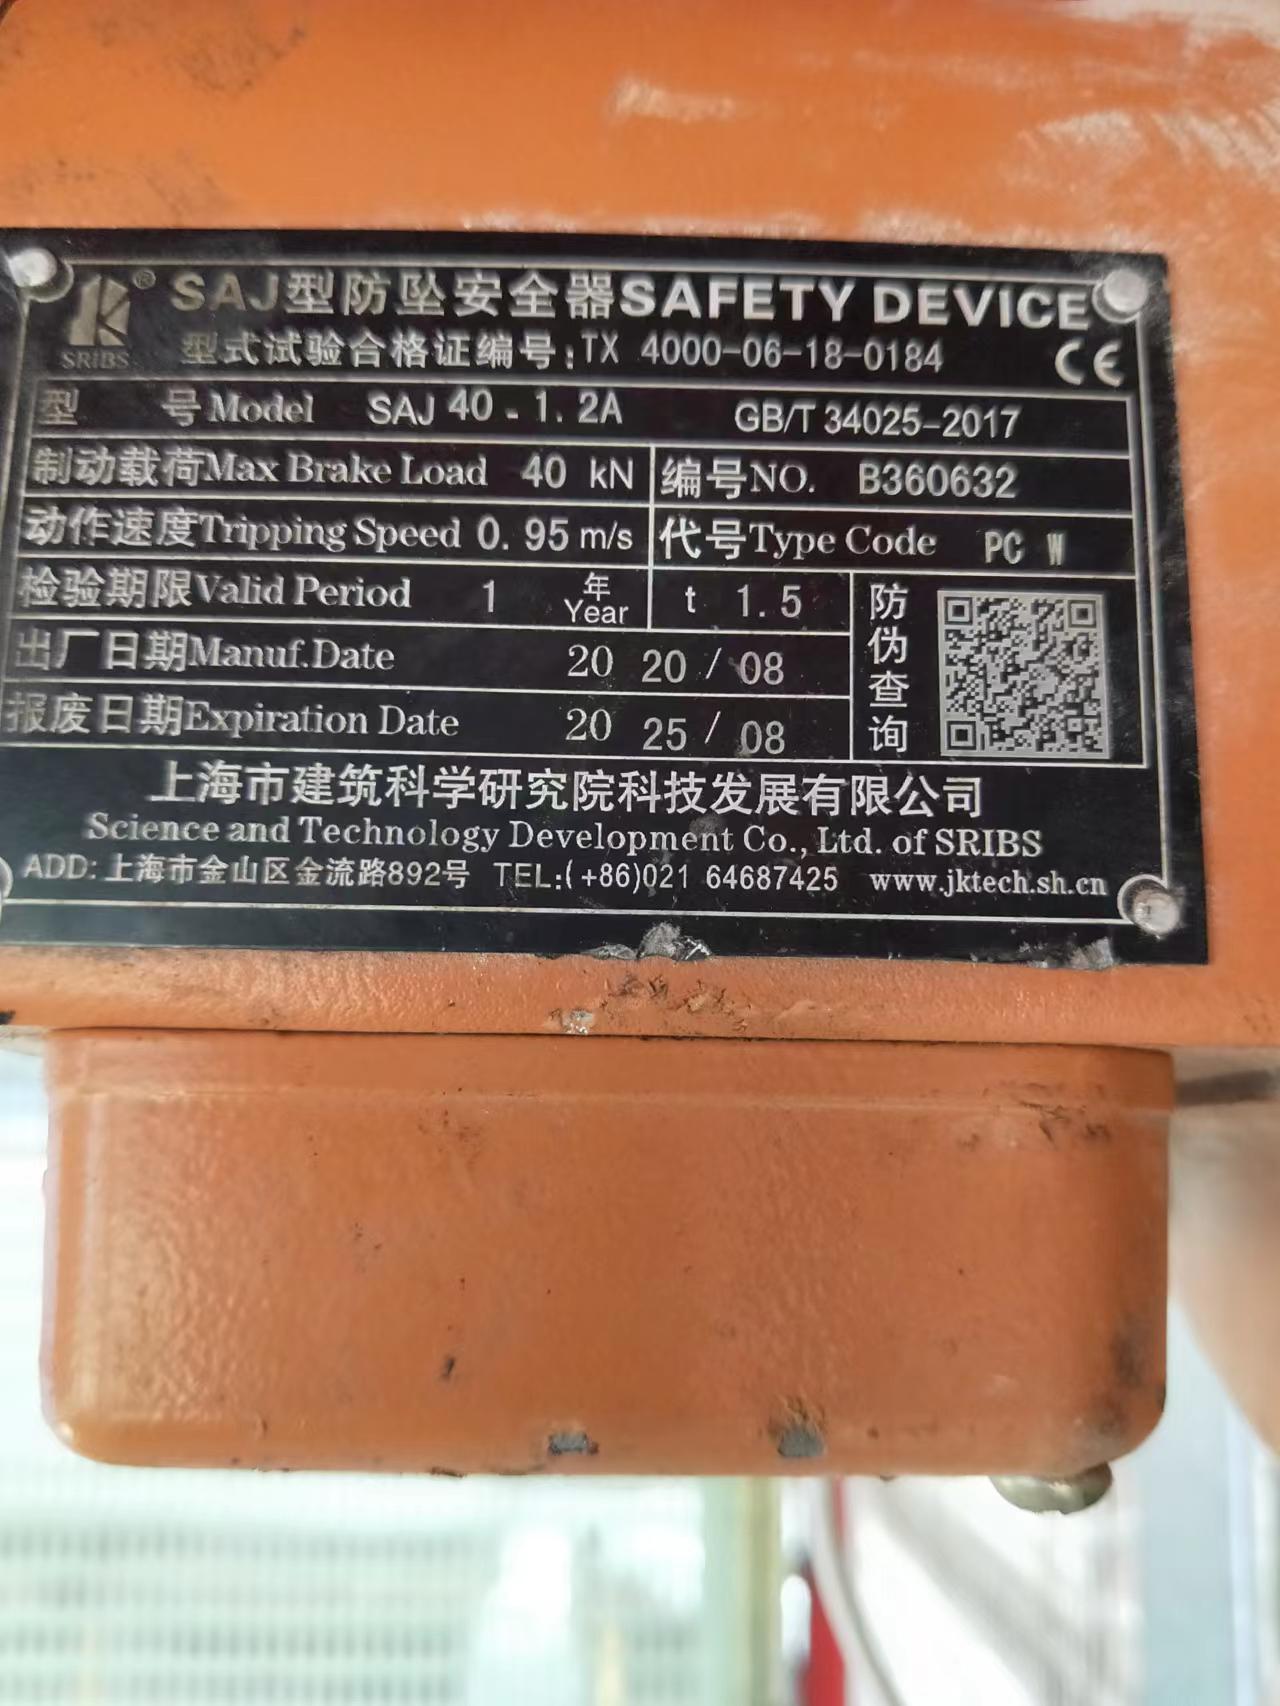 ® SAJ型防坠安全器SAFETY DEVICE
SRIBS 型式试验合格证编号:TX 4000-06-18-0184 CE
型 号Model SAJ 40 - 1.2A GB/T 34025-2017
制动载荷Max Brake Load 40 kN 编号NO. B360632
动作速度Tripping Speed 0.95 m/s 代号Type Code PC W
检验期限Valid Period 1 年 Year t 1.5 防伪查询
出厂日期Manuf.Date 20 20 / 08
报废日期Expiration Date 20 25 / 08
上海市建筑科学研究院科技发展有限公司
Science and Technology Development Co., Ltd. of SRIBS
ADD: 上海市金山区金流路892号 TEL:(+86)021 64687425 www.jktech.sh.cn